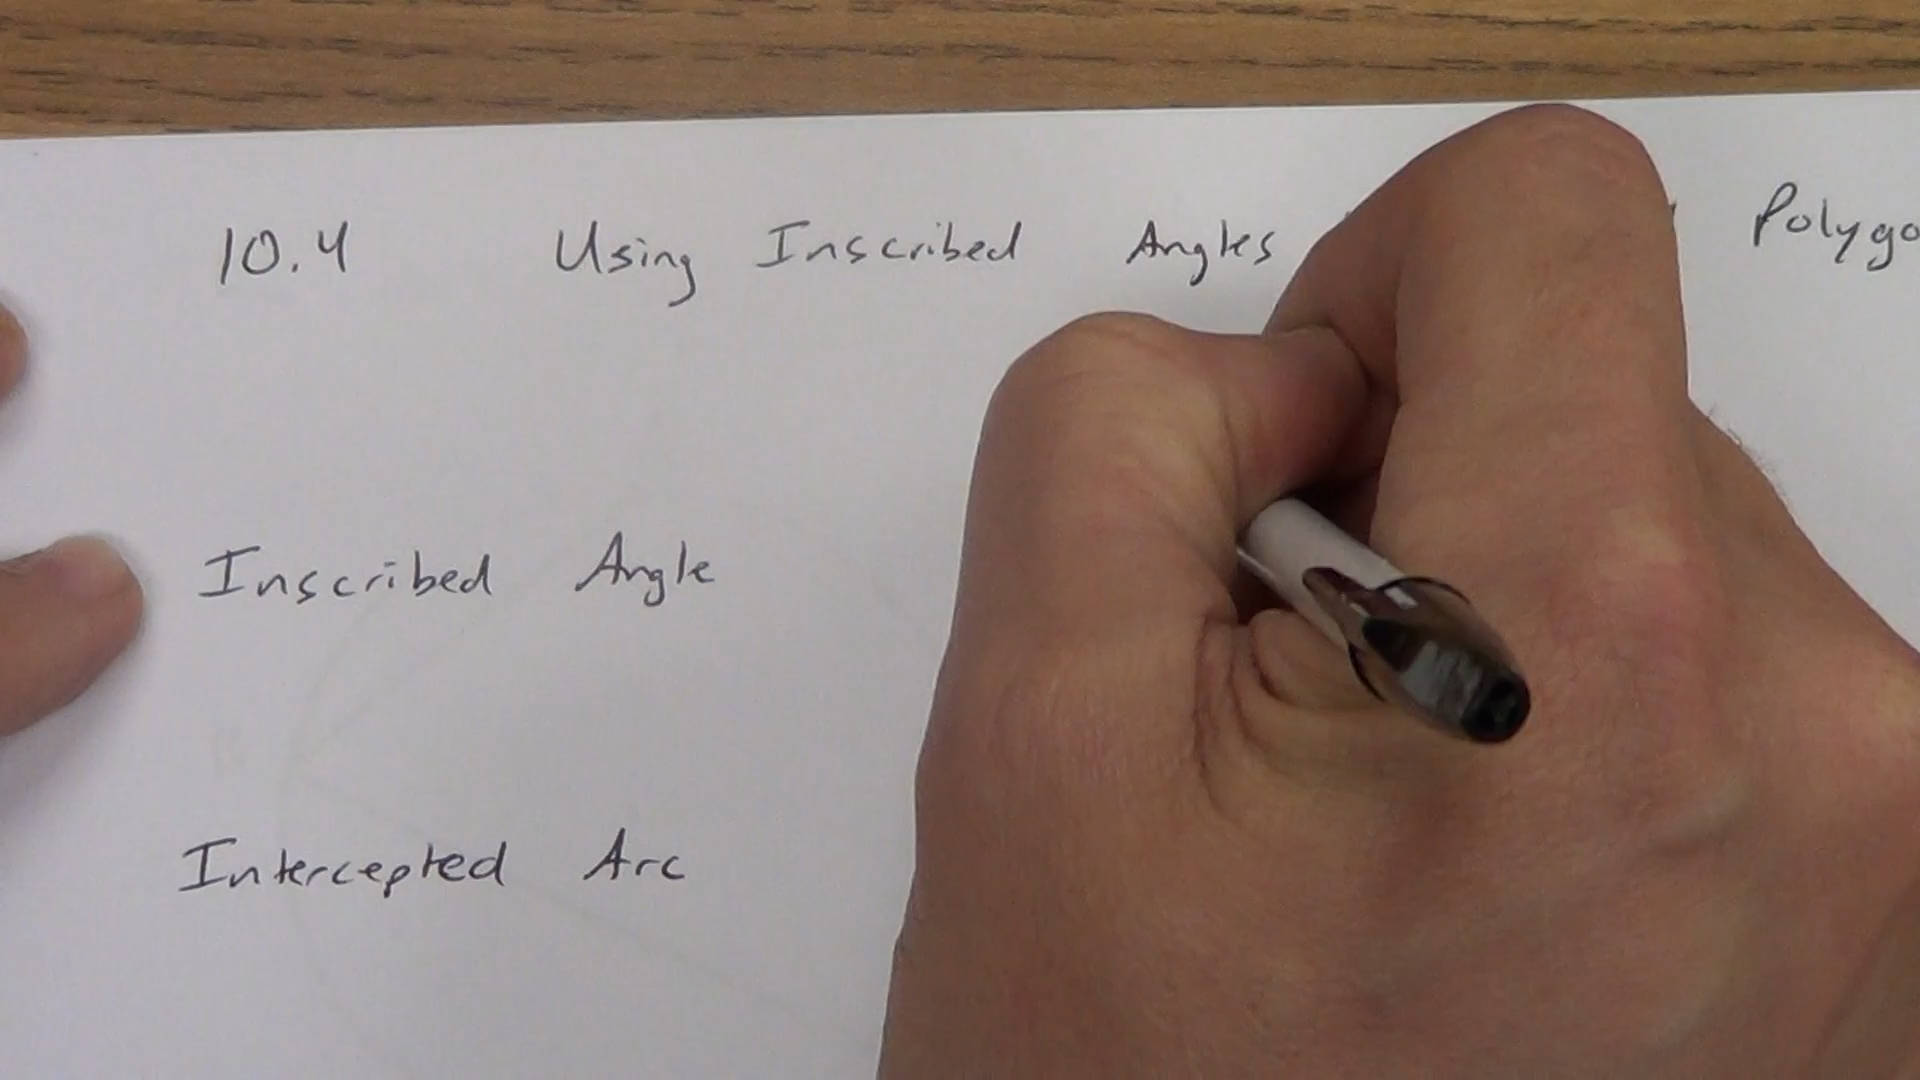 10.4 Using Inscribed Angles Polygo
Inscribed Angle
Intercepted Arc